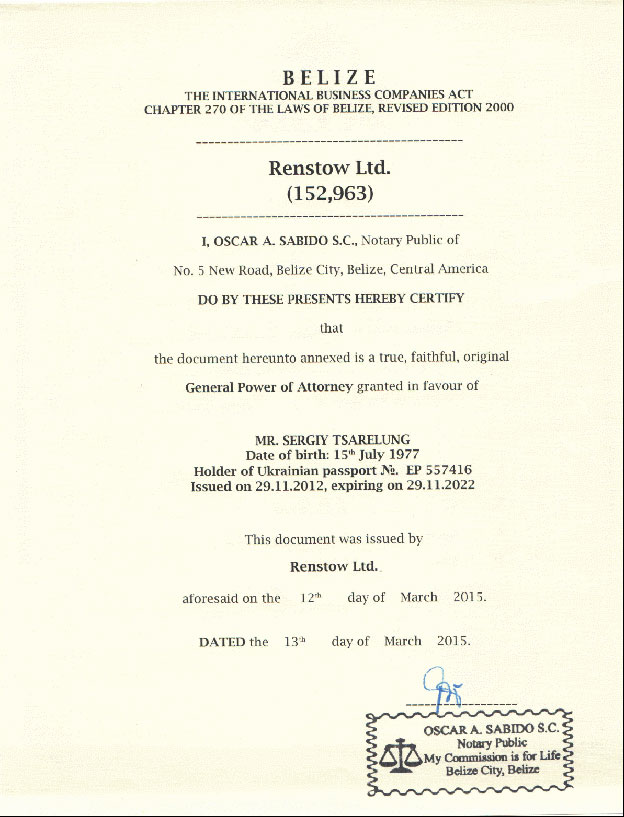 BELIZE
THE INTERNATIONAL BUSINESS COMPANIES ACT
CHAPTER 270 OF THE LAWS OF BELIZE, REVISED EDITION 2000
Renstow Ltd.
(152,963)
I, OSCAR A. SABIDO S.C., Notary Public of
No. 5 New Road, Belize City, Belize, Central America
DO BY THESE PRESENTS HEREBY CERTIFY
that
the document hereunto annexed is a true, faithful, original
General Power of Attorney granted in favour of
MR. SERGIY TSARELUNG
Date of birth: 15th July 1977
Holder of Ukrainian passport №. EP 557416
Issued on 29.11.2012, expiring on 29.11.2022
This document was issued by
Renstow Ltd.
aforesaid on the 12th day of March 2015.
DATED the 13th day of March 2015.
OSCAR A. SABIDO S.C.
Notary Public
My Commission is for Life
Belize City, Belize